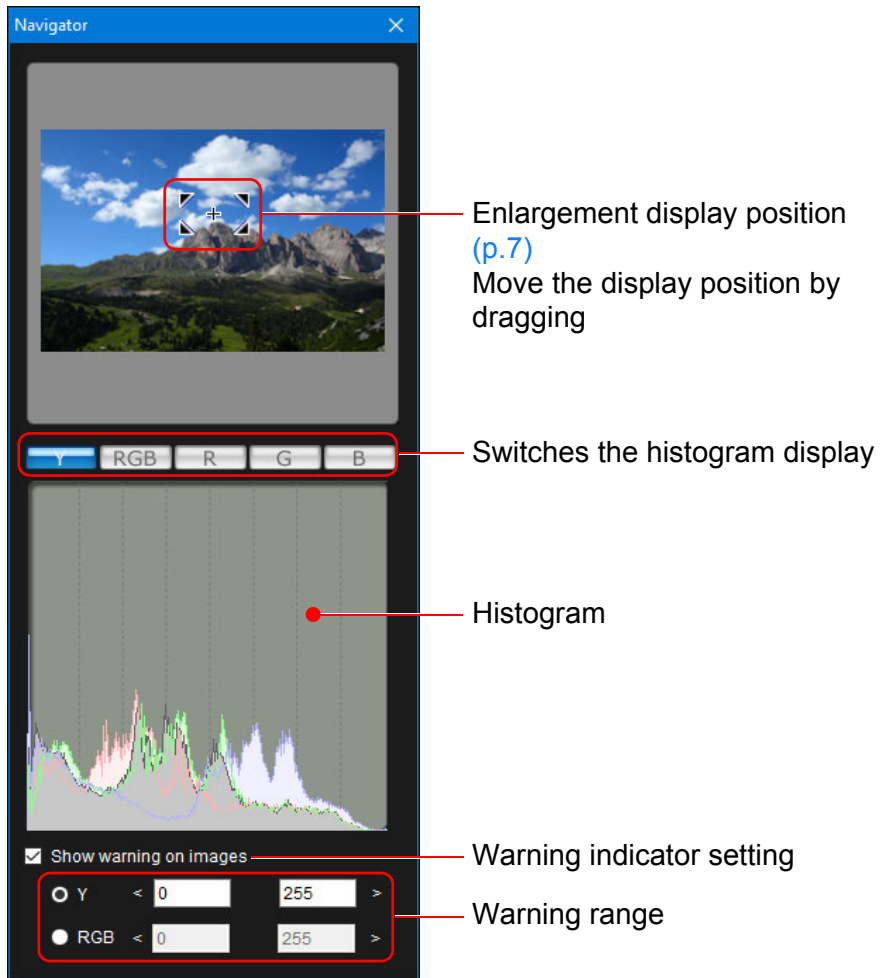 Navigator
Enlargement display position
(p.7)
Move the display position by
dragging
Y RGB R G B
Switches the histogram display
Histogram
Show warning on images
Warning indicator setting
Y < 0 255 >
Warning range
RGB < 0 255 >